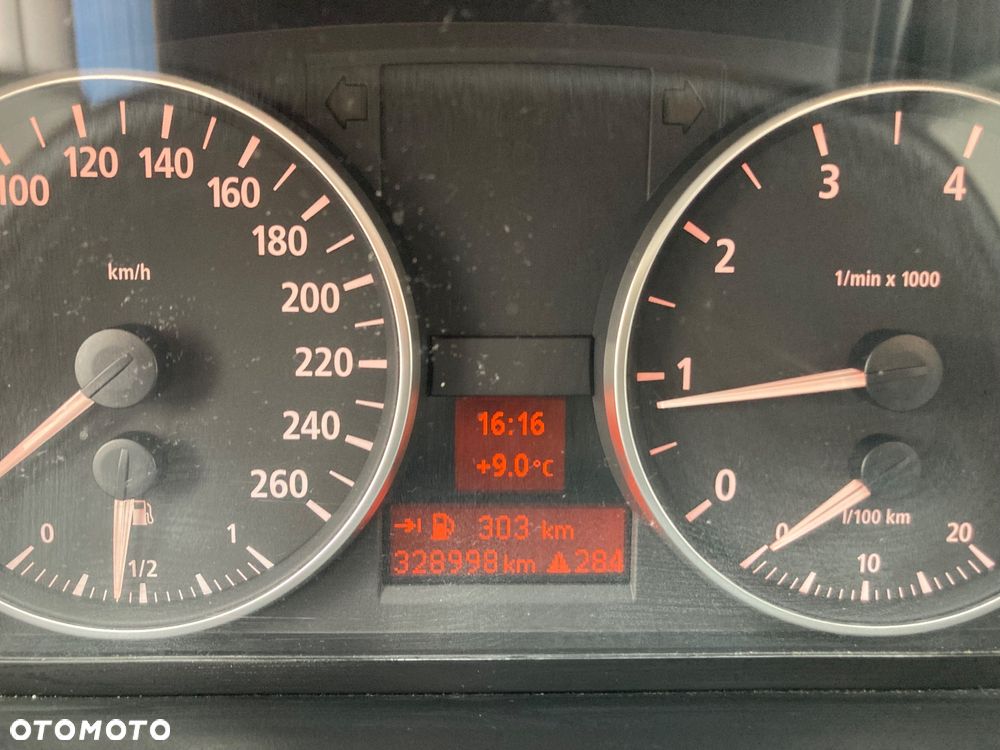 100 120 140 160 180 200 220 240 260
km/h
0 1/2 1
16:16
+9.0°C
303 km
328998 km 284
0 1 2 3 4
1/min x 1000
l/100 km
0 10 20
OTOMOTO